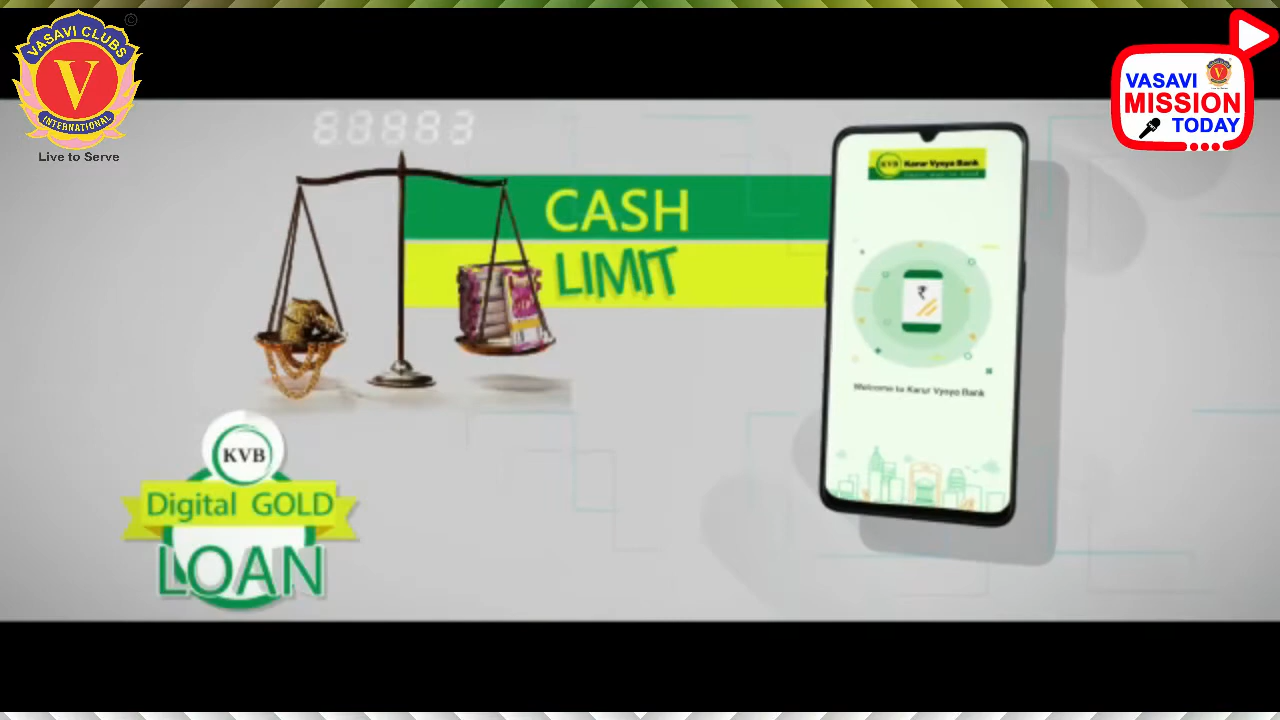 ©
VASAVI CLUBS
V
INTERNATIONAL
Live to Serve
VASAVI
MISSION
TODAY
CASH
LIMIT
KVB
Karur Vysya Bank
₹
Welcome to Karur Vysya Bank
KVB
Digital GOLD
LOAN